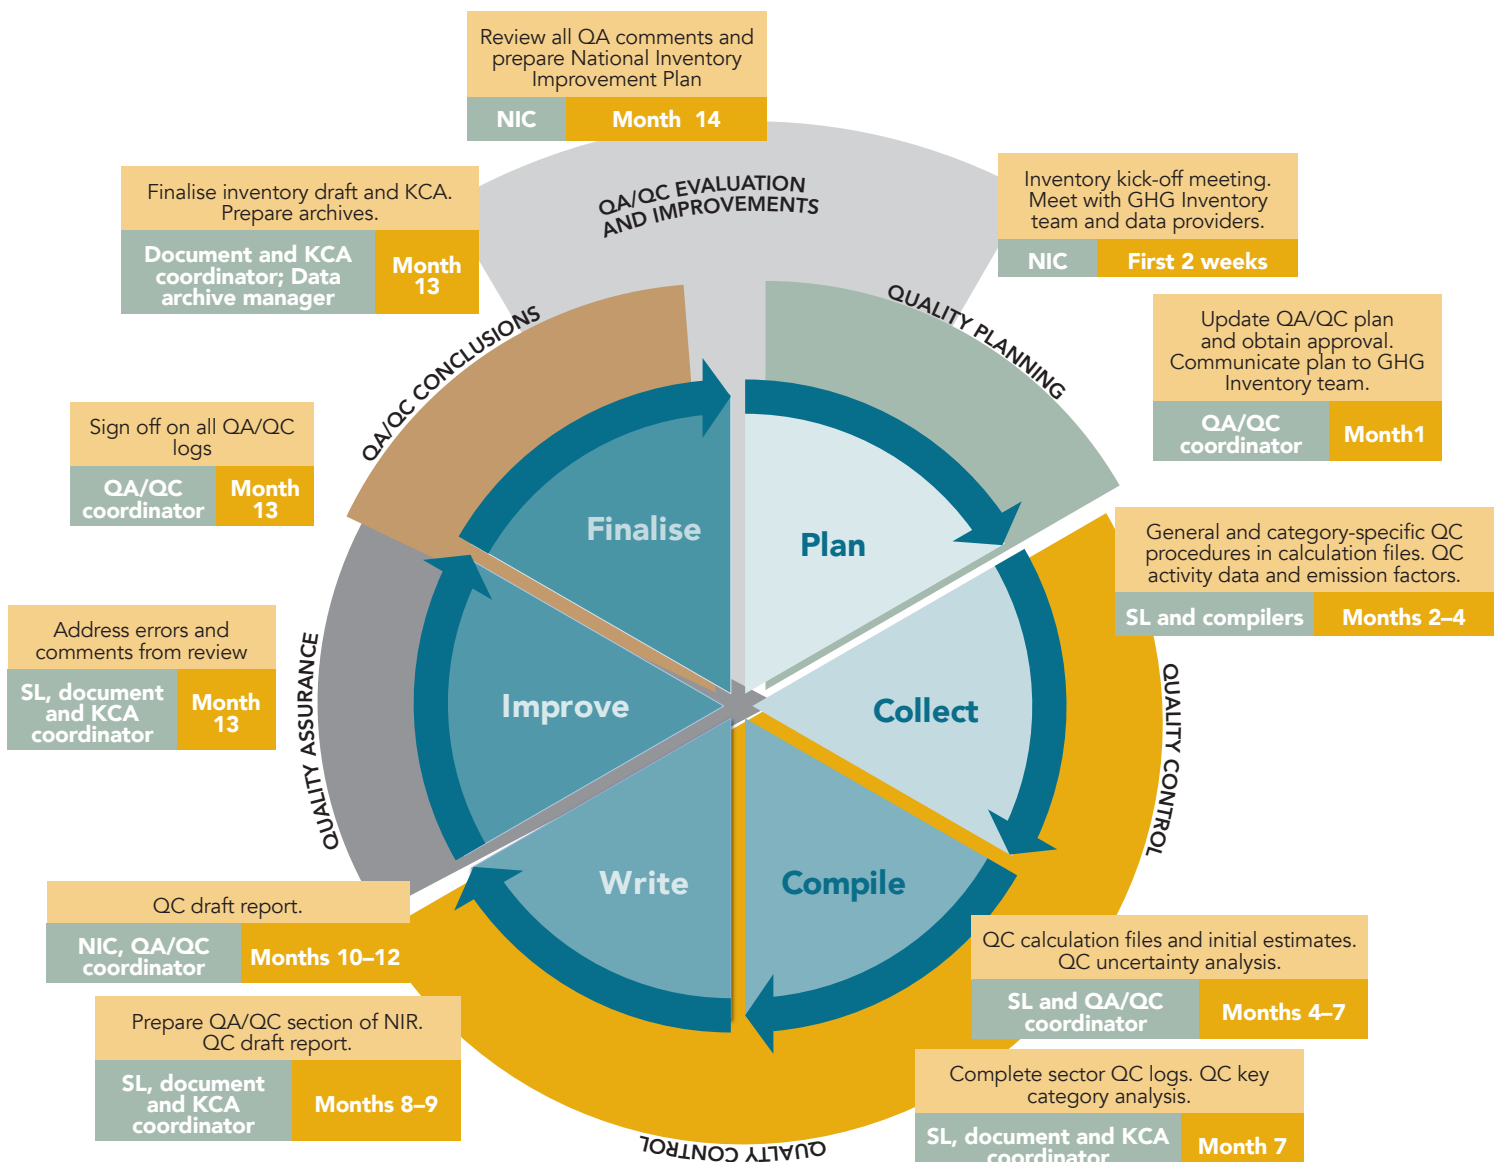 Review all QA comments and
prepare National Inventory
Improvement Plan
NIC
Month 14
QA/QC EVALUATION
AND IMPROVEMENTS
Inventory kick-off meeting.
Meet with GHG Inventory
team and data providers.
NIC
First 2 weeks
Finalise inventory draft and KCA.
Prepare archives.
Document and KCA
coordinator; Data
archive manager
Month
13
QUALITY PLANNING
Update QA/QC plan
and obtain approval.
Communicate plan to GHG
Inventory team.
QA/QC
coordinator
Month1
QA/QC CONCLUSIONS
Sign off on all QA/QC
logs
QA/QC
coordinator
Month
13
Finalise
Plan
General and category-specific QC
procedures in calculation files. QC
activity data and emission factors.
SL and compilers
Months 2–4
Address errors and
comments from review
SL, document
and KCA
coordinator
Month
13
QUALITY ASSURANCE
Improve
Collect
QUALITY CONTROL
Write
Compile
QC draft report.
NIC, QA/QC
coordinator
Months 10–12
QC calculation files and initial estimates.
QC uncertainty analysis.
SL and QA/QC
coordinator
Months 4–7
Prepare QA/QC section of NIR.
QC draft report.
SL, document
and KCA
coordinator
Months 8–9
Complete sector QC logs. QC key
category analysis.
SL, document and KCA
coordinator
Month 7
QUALTY CONTROL